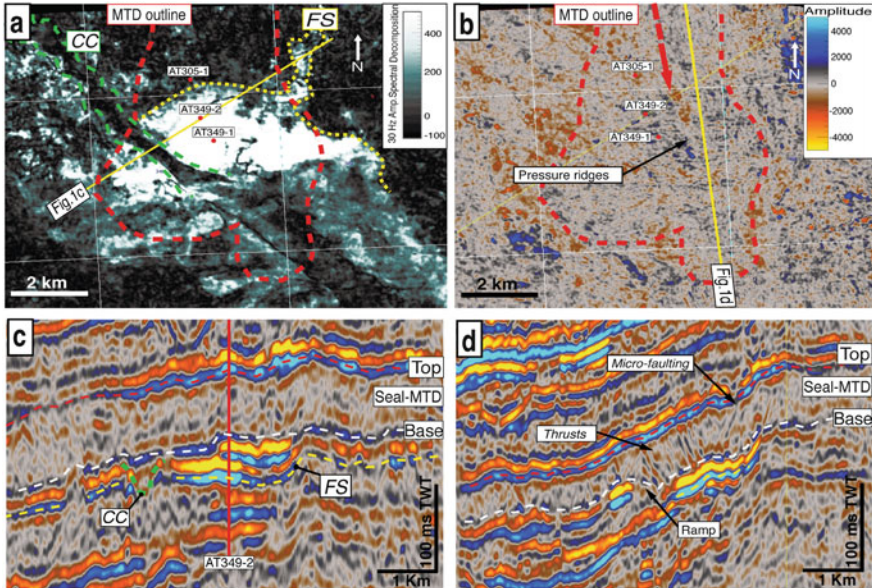 a
MTD outline
CC
FS
N
AT305-1
AT349-2
AT349-1
Fig.1c
2 km
30 Hz Amp.Spectral Decomposition
400
200
0
-100
b
MTD outline
Amplitude
4000
2000
0
-2000
-4000
N
AT305-1
AT349-2
AT349-1
Pressure ridges
Fig.1d
2 km
c
Top
Seal-MTD
Base
FS
CC
AT349-2
100 ms TWT
1 Km
d
Micro-faulting
Top
Seal-MTD
Thrusts
Base
Ramp
100 ms TWT
1 Km